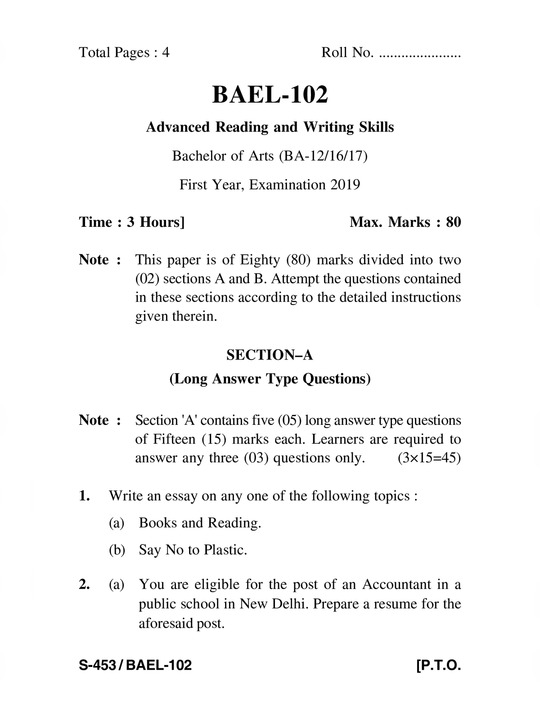 Total Pages : 4 Roll No. ......................
BAEL-102
Advanced Reading and Writing Skills
Bachelor of Arts (BA-12/16/17)
First Year, Examination 2019
Time : 3 Hours] Max. Marks : 80
Note : This paper is of Eighty (80) marks divided into two
(02) sections A and B. Attempt the questions contained
in these sections according to the detailed instructions
given therein.
SECTION–A
(Long Answer Type Questions)
Note : Section 'A' contains five (05) long answer type questions
of Fifteen (15) marks each. Learners are required to
answer any three (03) questions only. (3×15=45)
1. Write an essay on any one of the following topics :
(a) Books and Reading.
(b) Say No to Plastic.
2. (a) You are eligible for the post of an Accountant in a
public school in New Delhi. Prepare a resume for the
aforesaid post.
S-453 / BAEL-102 [P.T.O.